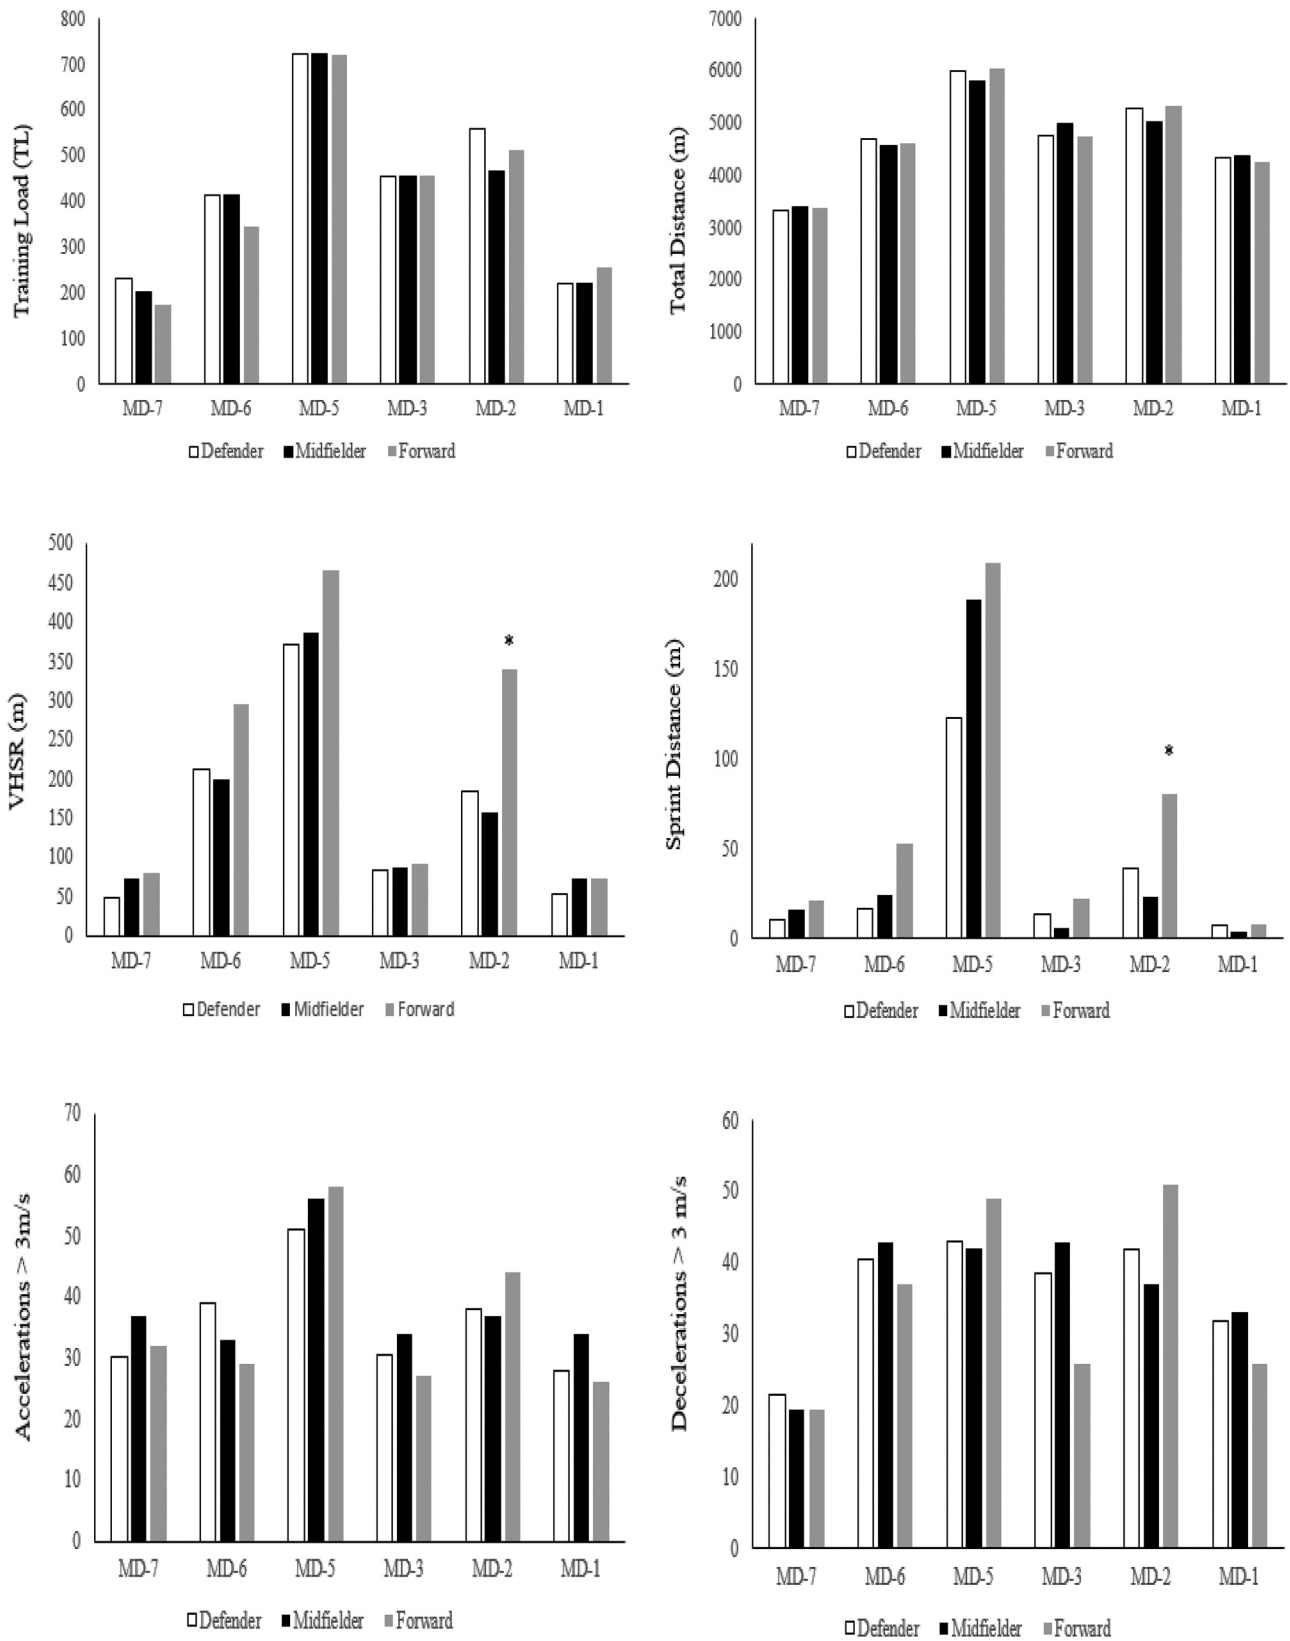 Training Load (TL)
800
700
600
500
400
300
200
100
0
MD-7 MD-6 MD-5 MD-3 MD-2 MD-1
Defender Midfielder Forward
Total Distance (m)
7000
6000
5000
4000
3000
2000
1000
0
MD-7 MD-6 MD-5 MD-3 MD-2 MD-1
Defender Midfielder Forward
VHSR (m)
500
450
400
350
300
250
200
150
100
50
0
*
MD-7 MD-6 MD-5 MD-3 MD-2 MD-1
Defender Midfielder Forward
Sprint Distance (m)
200
150
100
50
0
*
MD-7 MD-6 MD-5 MD-3 MD-2 MD-1
Defender Midfielder Forward
Accelerations > 3m/s
70
60
50
40
30
20
10
0
MD-7 MD-6 MD-5 MD-3 MD-2 MD-1
Defender Midfielder Forward
Decelerations > 3 m/s
60
50
40
30
20
10
0
MD-7 MD-6 MD-5 MD-3 MD-2 MD-1
Defender Midfielder Forward